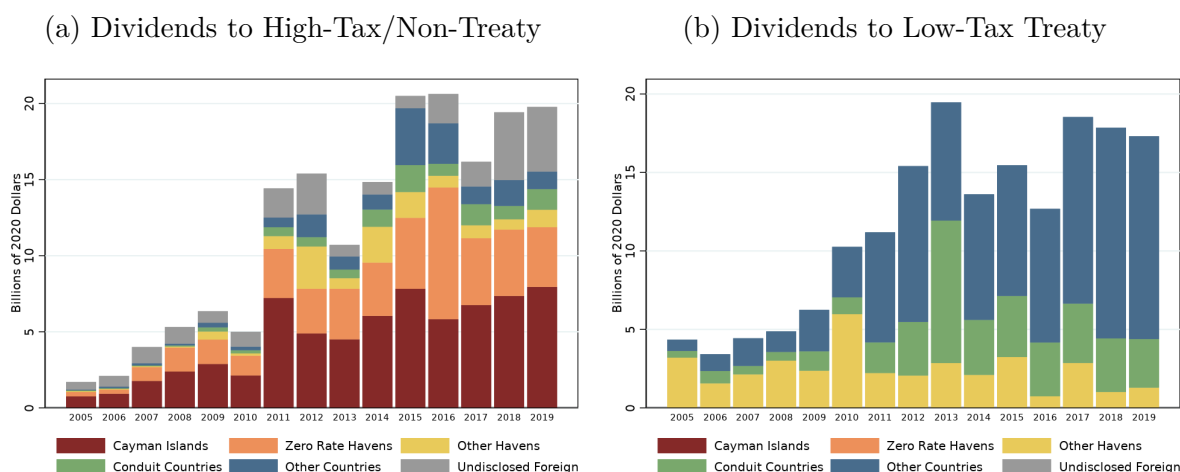 (a) Dividends to High-Tax/Non-Treaty
Billions of 2020 Dollars
20
15
10
5
0
2005 2006 2007 2008 2009 2010 2011 2012 2013 2014 2015 2016 2017 2018 2019
Cayman Islands Zero Rate Havens Other Havens
Conduit Countries Other Countries Undisclosed Foreign
(b) Dividends to Low-Tax Treaty
Billions of 2020 Dollars
20
15
10
5
0
2005 2006 2007 2008 2009 2010 2011 2012 2013 2014 2015 2016 2017 2018 2019
Cayman Islands Zero Rate Havens Other Havens
Conduit Countries Other Countries Undisclosed Foreign